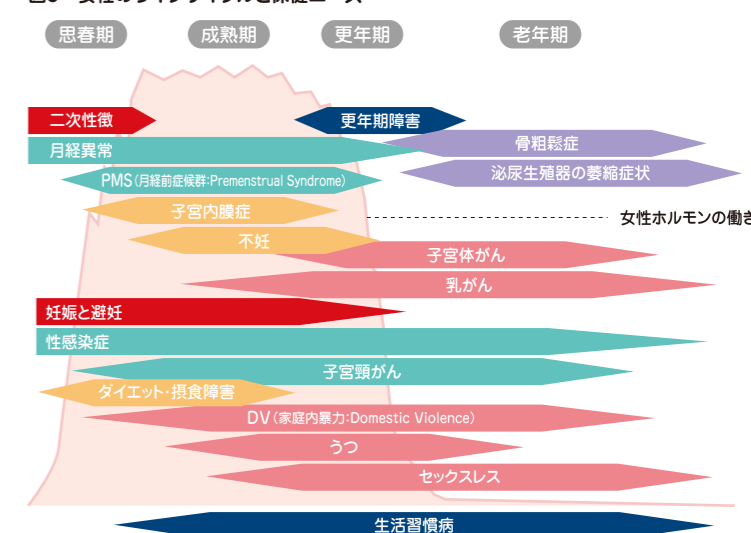 思春期 成熟期 更年期 老年期
二次性徴
更年期障害
月経異常
骨粗鬆症
PMS(月経前症候群:Premenstrual Syndrome)
泌尿生殖器の萎縮症状
子宮内膜症
女性ホルモンの働き
不妊
子宮体がん
乳がん
妊娠と避妊
性感染症
子宮頸がん
ダイエット・摂食障害
DV(家庭内暴力:Domestic Violence)
うつ
セックスレス
生活習慣病